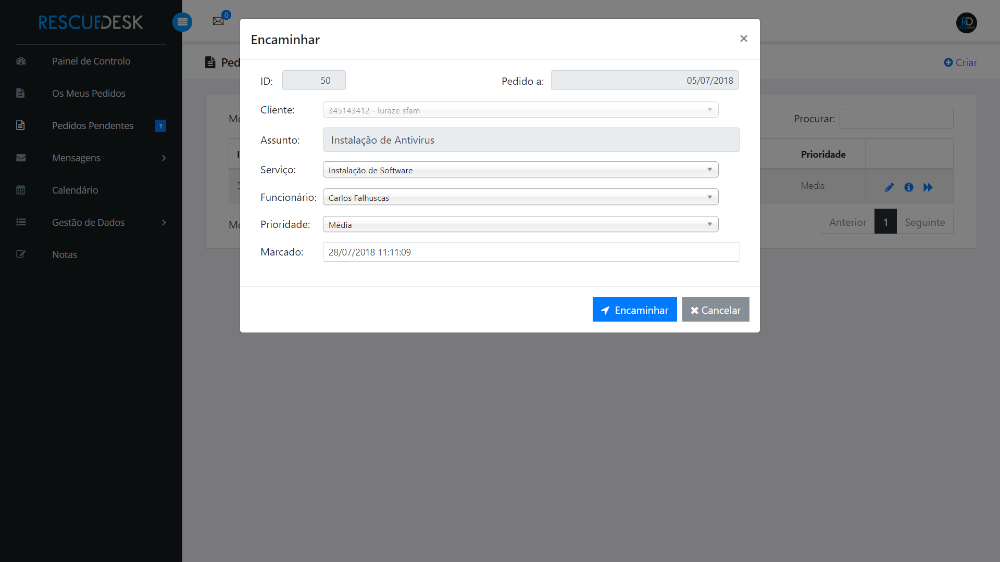 RESCUEDESK
0
RD
Painel de Controlo
Os Meus Pedidos
Pedidos Pendentes 1
Mensagens
Calendário
Gestão de Dados
Notas
Criar
Procurar:
Prioridade
Media
Anterior 1 Seguinte
Encaminhar
ID: 50 Pedido a: 05/07/2018
Cliente: 345143412 - luraze sfam
Assunto: Instalação de Antivirus
Serviço: Instalação de Software
Funcionário: Carlos Falhuscas
Prioridade: Média
Marcado: 28/07/2018 11:11:09
Encaminhar Cancelar